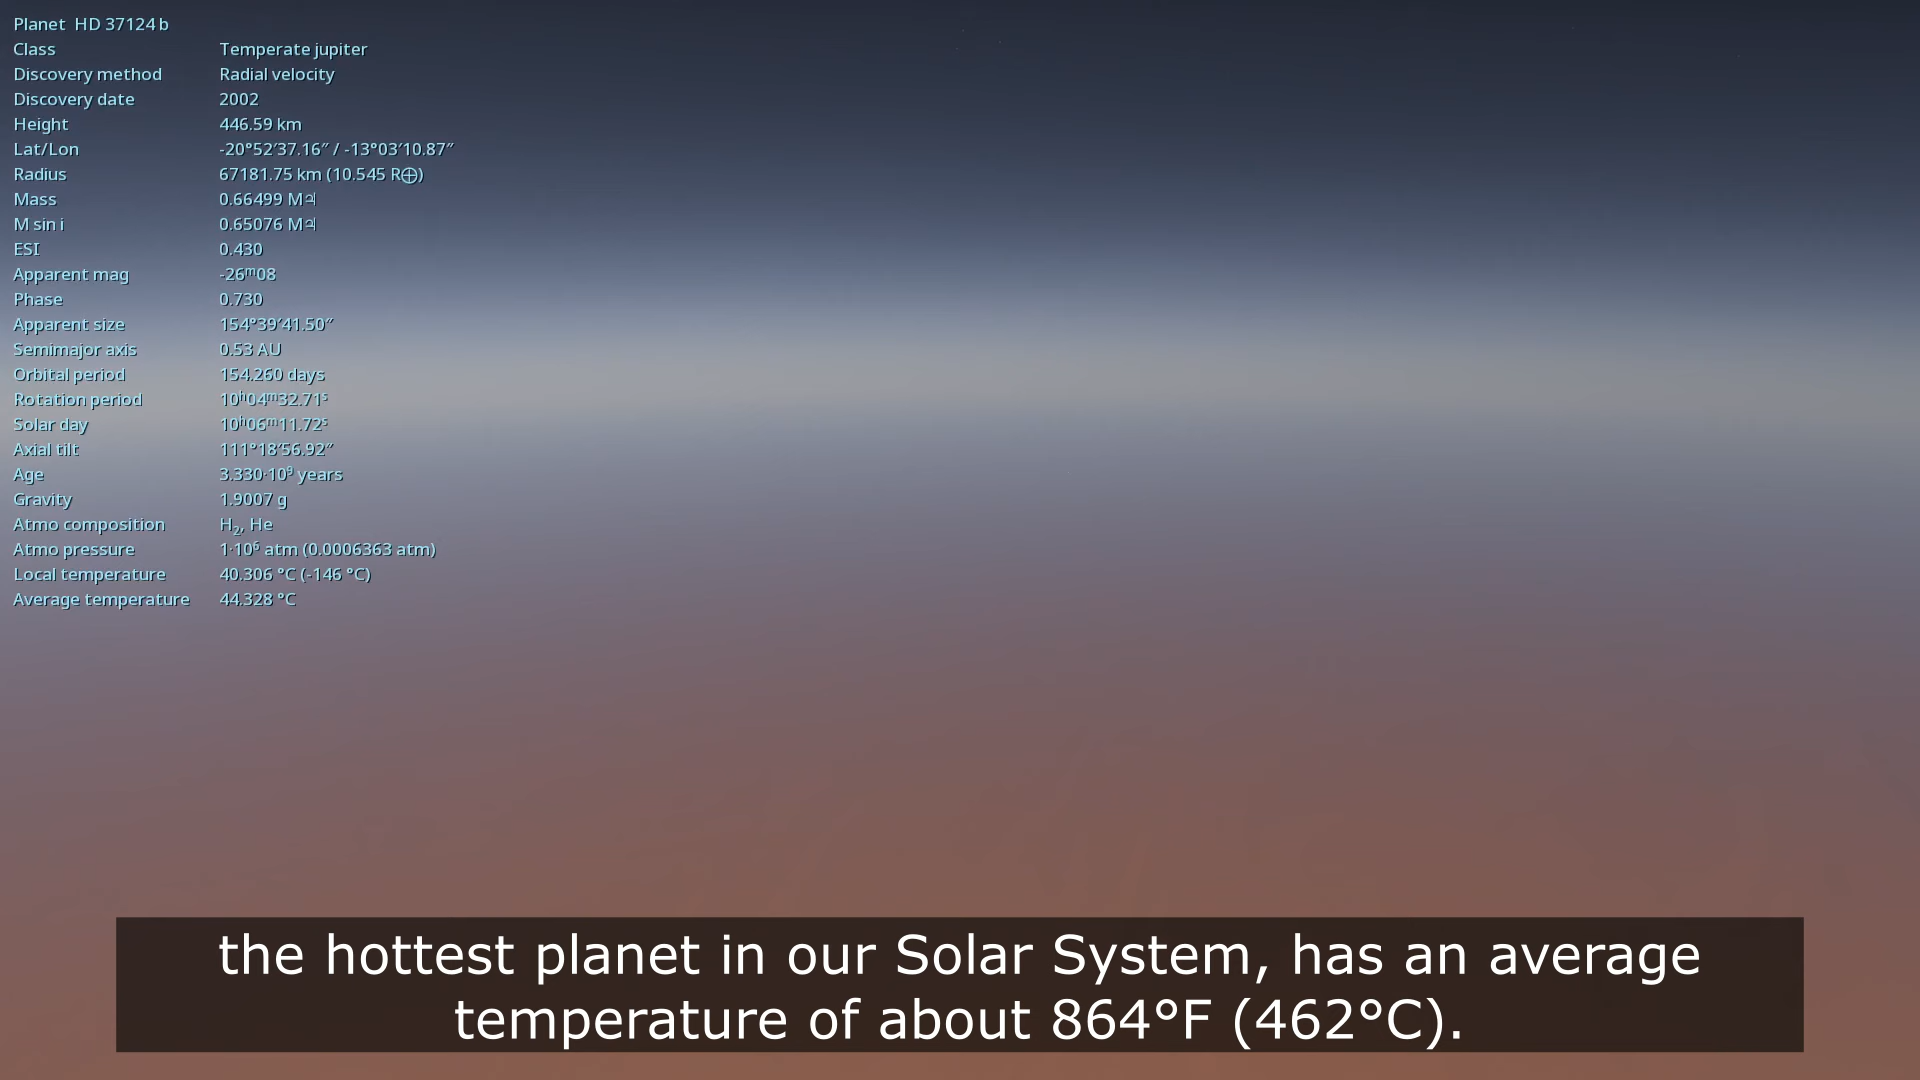 Planet HD 37124 b
Class Temperate jupiter
Discovery method Radial velocity
Discovery date 2002
Height 446.59 km
Lat/Lon -20°52′37.16″ / -13°03′10.87″
Radius 67181.75 km (10.545 R⊕)
Mass 0.66499 M♃
M sin i 0.65076 M♃
ESI 0.430
Apparent mag -26ᵐ08
Phase 0.730
Apparent size 154°39′41.50″
Semimajor axis 0.53 AU
Orbital period 154.260 days
Rotation period 10ʰ04ᵐ32.71ˢ
Solar day 10ʰ06ᵐ11.72ˢ
Axial tilt 111°18′56.92″
Age 3.330·10⁹ years
Gravity 1.9007 g
Atmo composition H₂, He
Atmo pressure 1·10⁶ atm (0.0006363 atm)
Local temperature 40.306 °C (-146 °C)
Average temperature 44.328 °C
the hottest planet in our Solar System, has an average
temperature of about 864°F (462°C).